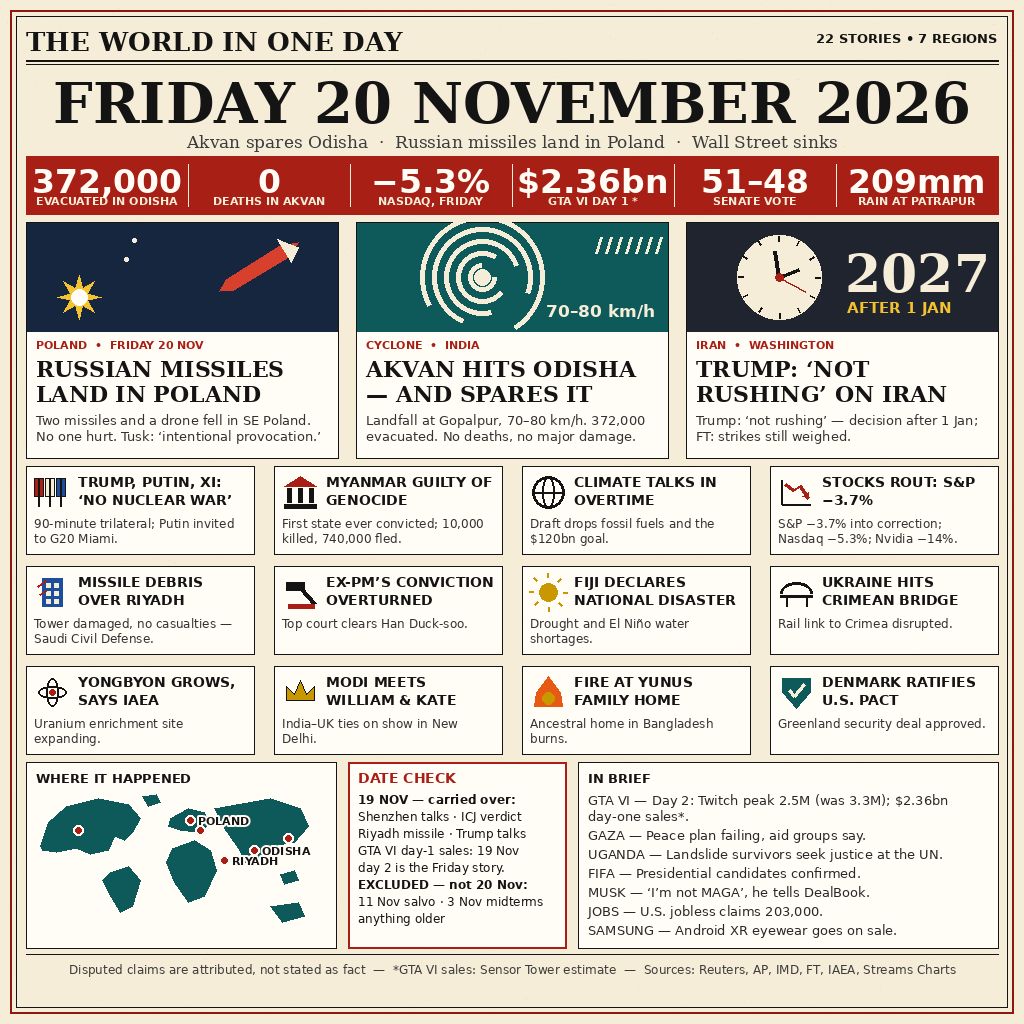 THE WORLD IN ONE DAY
22 STORIES • 7 REGIONS
FRIDAY 20 NOVEMBER 2026
Akvan spares Odisha · Russian missiles land in Poland · Wall Street sinks
372,000
EVACUATED IN ODISHA
0
DEATHS IN AKVAN
−5.3%
NASDAQ, FRIDAY
$2.36bn
GTA VI DAY 1 *
51–48
SENATE VOTE
209mm
RAIN AT PATRAPUR
POLAND • FRIDAY 20 NOV
RUSSIAN MISSILES
LAND IN POLAND
Two missiles and a drone fell in SE Poland.
No one hurt. Tusk: ‘intentional provocation.’
70–80 km/h
CYCLONE • INDIA
AKVAN HITS ODISHA
— AND SPARES IT
Landfall at Gopalpur, 70–80 km/h. 372,000
evacuated. No deaths, no major damage.
2027
AFTER 1 JAN
IRAN • WASHINGTON
TRUMP: ‘NOT
RUSHING’ ON IRAN
Trump: ‘not rushing’ — decision after 1 Jan;
FT: strikes still weighed.
TRUMP, PUTIN, XI:
‘NO NUCLEAR WAR’
90-minute trilateral; Putin invited
to G20 Miami.
MYANMAR GUILTY OF
GENOCIDE
First state ever convicted; 10,000
killed, 740,000 fled.
CLIMATE TALKS IN
OVERTIME
Draft drops fossil fuels and the
$120bn goal.
STOCKS ROUT: S&P
−3.7%
S&P −3.7% into correction;
Nasdaq −5.3%; Nvidia −14%.
MISSILE DEBRIS
OVER RIYADH
Tower damaged, no casualties —
Saudi Civil Defense.
EX-PM’S CONVICTION
OVERTURNED
Top court clears Han Duck-soo.
FIJI DECLARES
NATIONAL DISASTER
Drought and El Niño water
shortages.
UKRAINE HITS
CRIMEAN BRIDGE
Rail link to Crimea disrupted.
YONGBYON GROWS,
SAYS IAEA
Uranium enrichment site
expanding.
MODI MEETS
WILLIAM & KATE
India–UK ties on show in New
Delhi.
FIRE AT YUNUS
FAMILY HOME
Ancestral home in Bangladesh
burns.
DENMARK RATIFIES
U.S. PACT
Greenland security deal approved.
WHERE IT HAPPENED
POLAND
ODISHA
RIYADH
DATE CHECK
19 NOV — carried over:
Shenzhen talks · ICJ verdict
Riyadh missile · Trump talks
GTA VI day-1 sales: 19 Nov
day 2 is the Friday story.
EXCLUDED — not 20 Nov:
11 Nov salvo · 3 Nov midterms
anything older
IN BRIEF
GTA VI — Day 2: Twitch peak 2.5M (was 3.3M); $2.36bn
day-one sales*.
GAZA — Peace plan failing, aid groups say.
UGANDA — Landslide survivors seek justice at the UN.
FIFA — Presidential candidates confirmed.
MUSK — ‘I’m not MAGA’, he tells DealBook.
JOBS — U.S. jobless claims 203,000.
SAMSUNG — Android XR eyewear goes on sale.
Disputed claims are attributed, not stated as fact — *GTA VI sales: Sensor Tower estimate — Sources: Reuters, AP, IMD, FT, IAEA, Streams Charts